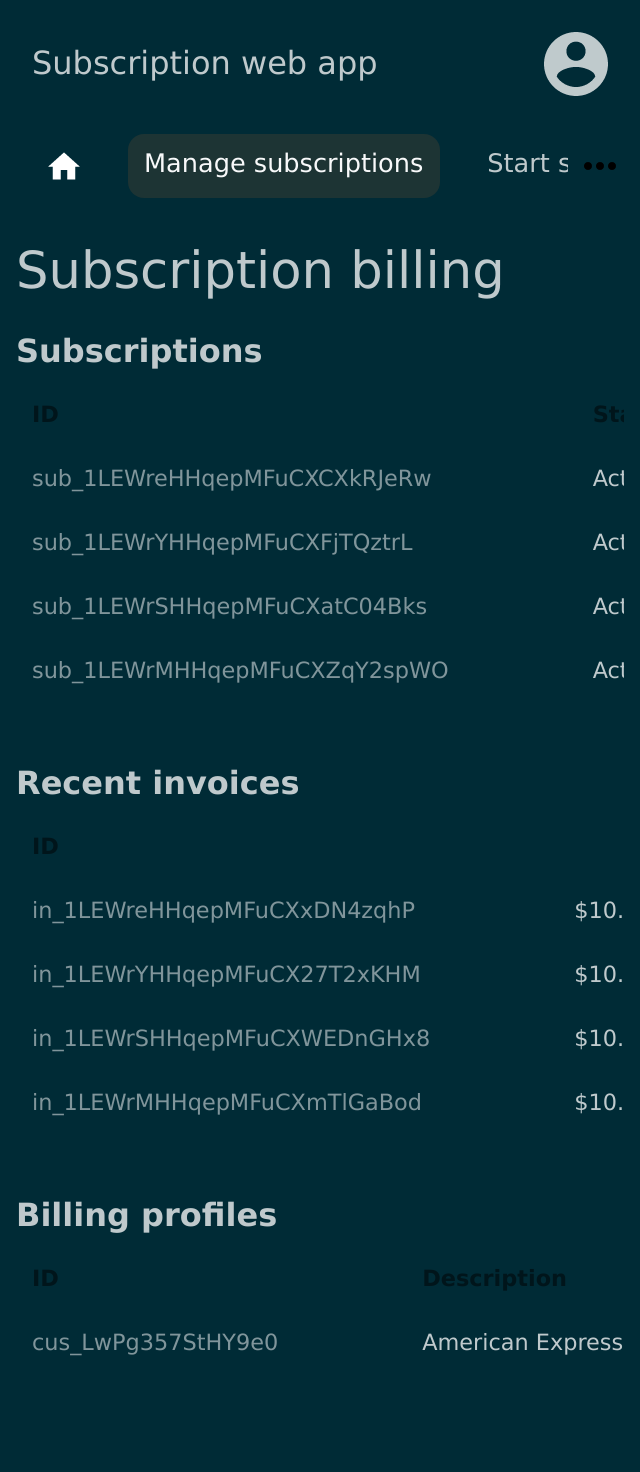 Subscription web app
Manage subscriptions Start s
Subscription billing
Subscriptions
ID Sta
sub_1LEWreHHqepMFuCXCXkRJeRw Act
sub_1LEWrYHHqepMFuCXFjTQztrL Act
sub_1LEWrSHHqepMFuCXatC04Bks Act
sub_1LEWrMHHqepMFuCXZqY2spWO Act
Recent invoices
ID
in_1LEWreHHqepMFuCXxDN4zqhP $10.
in_1LEWrYHHqepMFuCX27T2xKHM $10.
in_1LEWrSHHqepMFuCXWEDnGHx8 $10.
in_1LEWrMHHqepMFuCXmTlGaBod $10.
Billing profiles
ID Description
cus_LwPg357StHY9e0 American Express